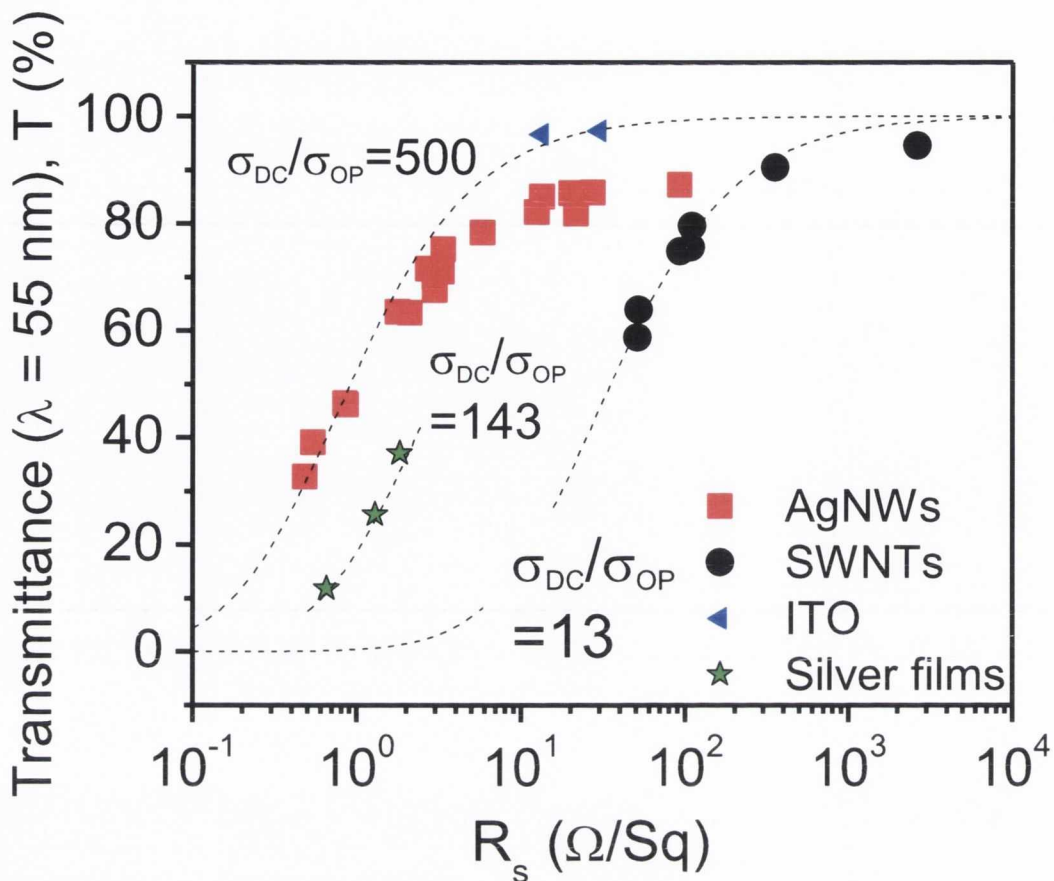 Transmittance (λ = 55 nm), T (%)
100
80
60
40
20
0
σDC/σOP=500
σDC/σOP
=143
σDC/σOP
=13
AgNWs
SWNTs
ITO
Silver films
10-1
100
101
102
103
104
Rs (Ω/Sq)